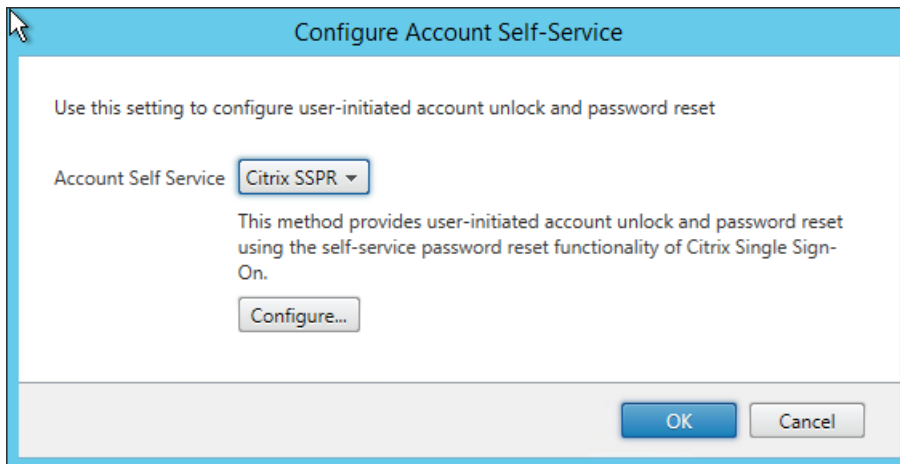 Configure Account Self-Service
Use this setting to configure user-initiated account unlock and password reset
Account Self Service Citrix SSPR
This method provides user-initiated account unlock and password reset
using the self-service password reset functionality of Citrix Single Sign-
On.
Configure...
OK Cancel